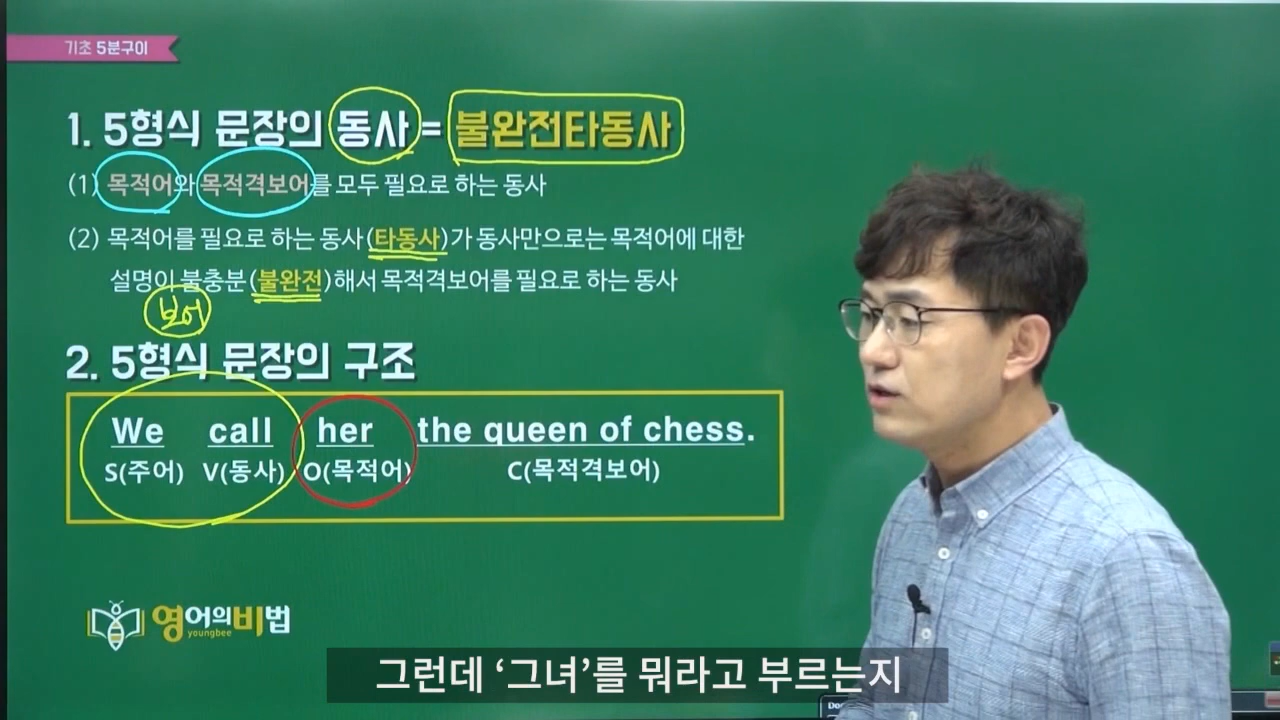 기초 5분구이
1. 5형식 문장의 동사 = 불완전타동사
(1) 목적어와 목적격보어를 모두 필요로 하는 동사
(2) 목적어를 필요로 하는 동사(타동사)가 동사만으로는 목적어에 대한
설명이 불충분(불완전)해서 목적격보어를 필요로 하는 동사
보어
2. 5형식 문장의 구조
We call her the queen of chess.
S(주어) V(동사) O(목적어) C(목적격보어)
영어의비법
youngbee
그런데 ‘그녀’를 뭐라고 부르는지